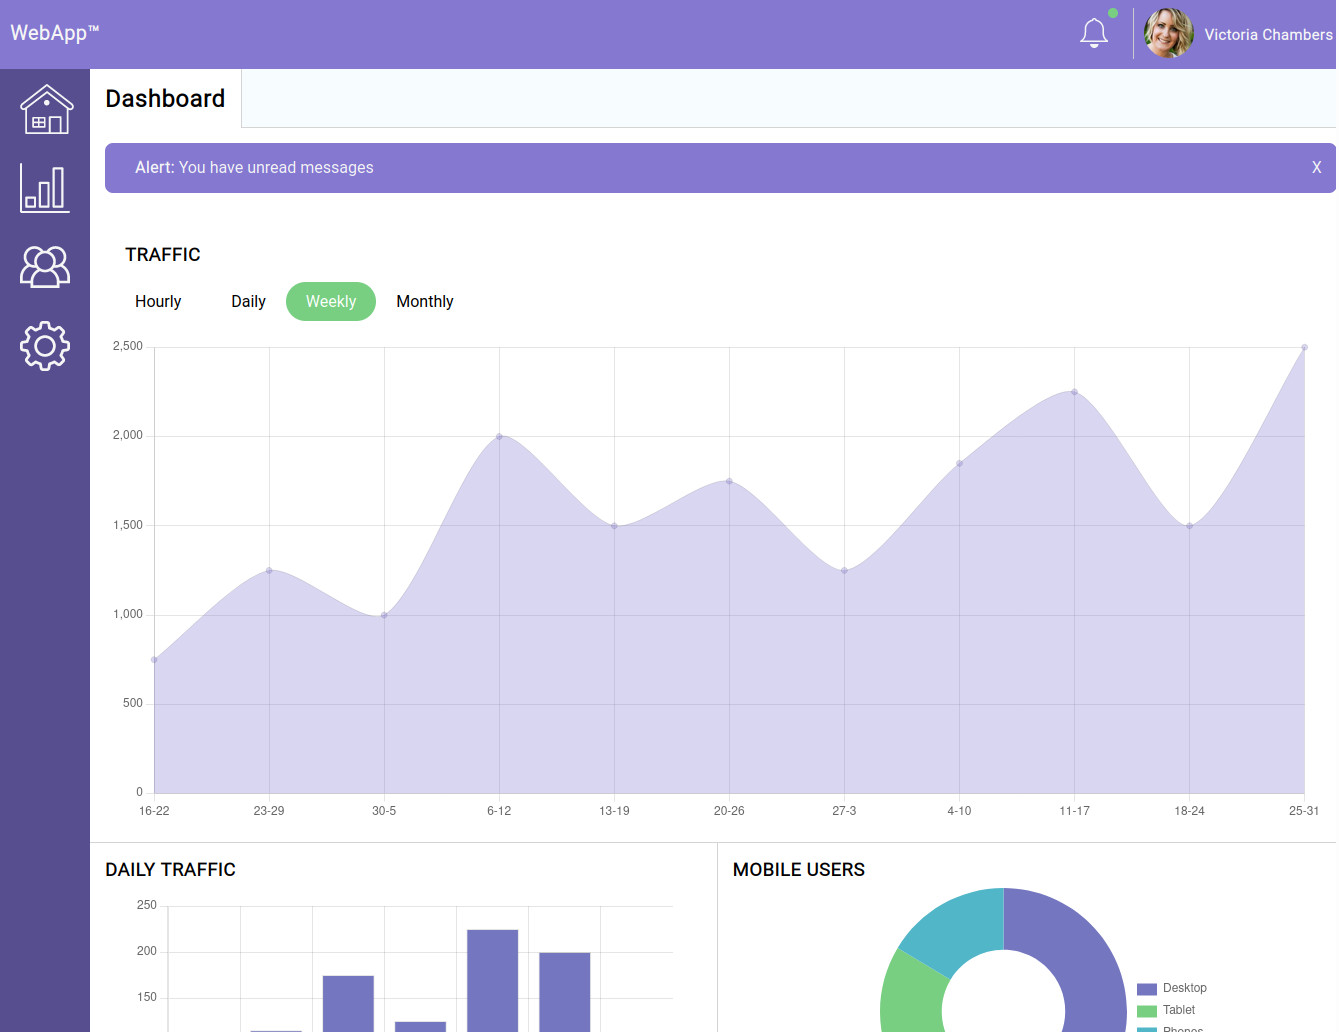 WebApp™
Victoria Chambers
Dashboard
Alert: You have unread messages
X
TRAFFIC
Hourly Daily Weekly Monthly
2,500
2,000
1,500
1,000
500
0
16-22 23-29 30-5 6-12 13-19 20-26 27-3 4-10 11-17 18-24 25-31
DAILY TRAFFIC
250
200
150
MOBILE USERS
Desktop
Tablet
Phones